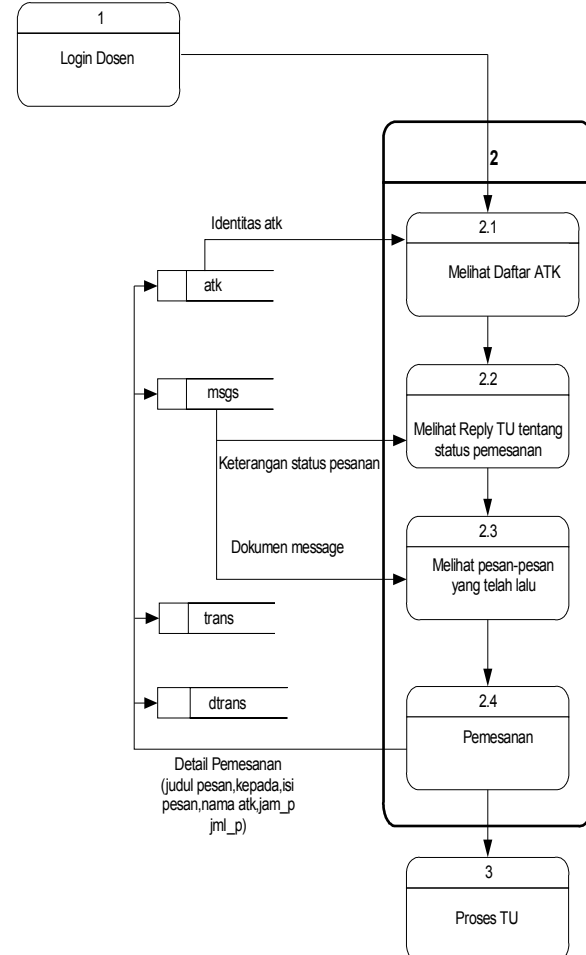 1
Login Dosen
2
2.1
Melihat Daftar ATK
Identitas atk
atk
2.2
Melihat Reply TU tentang
status pemesanan
msgs
Keterangan status pesanan
2.3
Melihat pesan-pesan
yang telah lalu
Dokumen message
trans
dtrans
2.4
Pemesanan
Detail Pemesanan
(judul pesan,kepada,isi
pesan,nama atk,jam_p
jml_p)
3
Proses TU